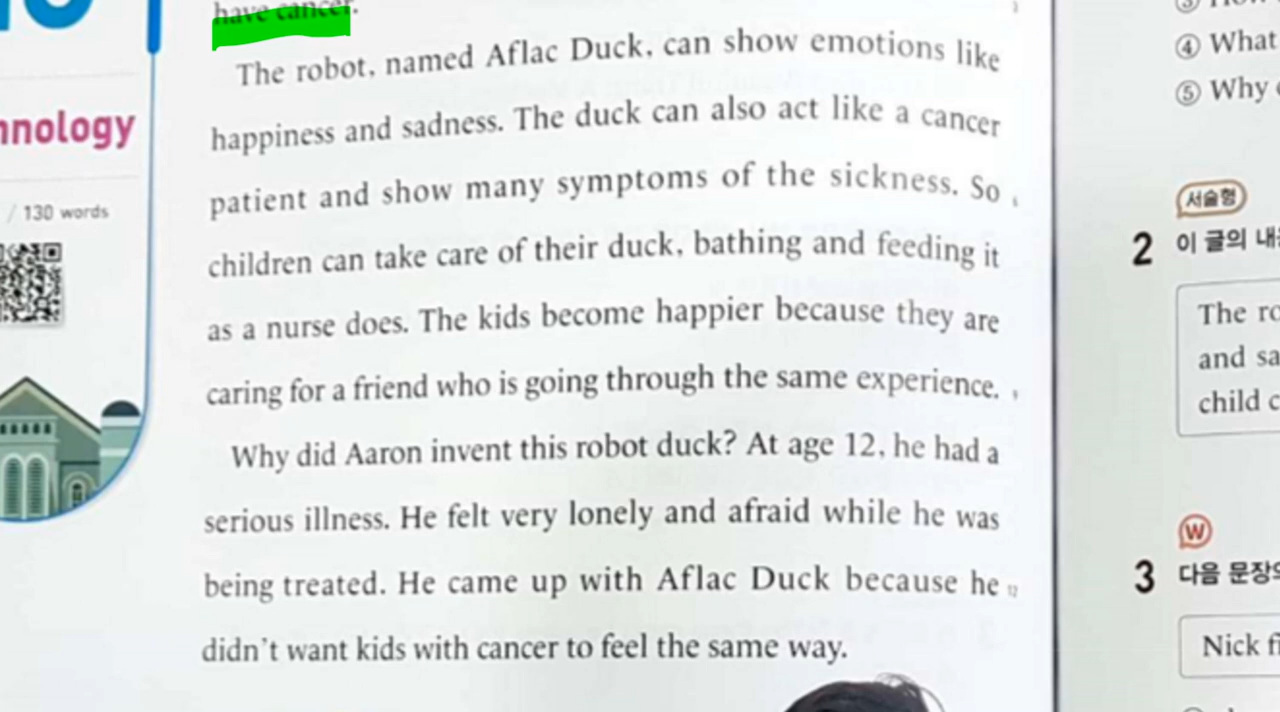 have cancer.
The robot, named Aflac Duck, can show emotions like
happiness and sadness. The duck can also act like a cancer
patient and show many symptoms of the sickness. So
children can take care of their duck, bathing and feeding it
as a nurse does. The kids become happier because they are
caring for a friend who is going through the same experience.
Why did Aaron invent this robot duck? At age 12, he had a
serious illness. He felt very lonely and afraid while he was
being treated. He came up with Aflac Duck because he
12
didn't want kids with cancer to feel the same way.
hnology
/ 130 words
④ What
⑤ Why
서술형
2 이 글의
The
and
child
W
3 다음
Nick